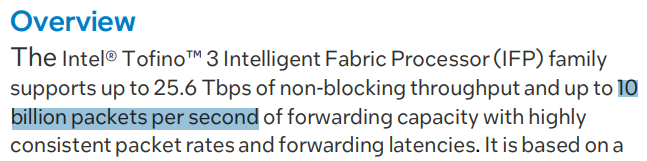 Overview
The Intel® Tofino™ 3 Intelligent Fabric Processor (IFP) family
supports up to 25.6 Tbps of non-blocking throughput and up to 10
billion packets per second of forwarding capacity with highly
consistent packet rates and forwarding latencies. It is based on a